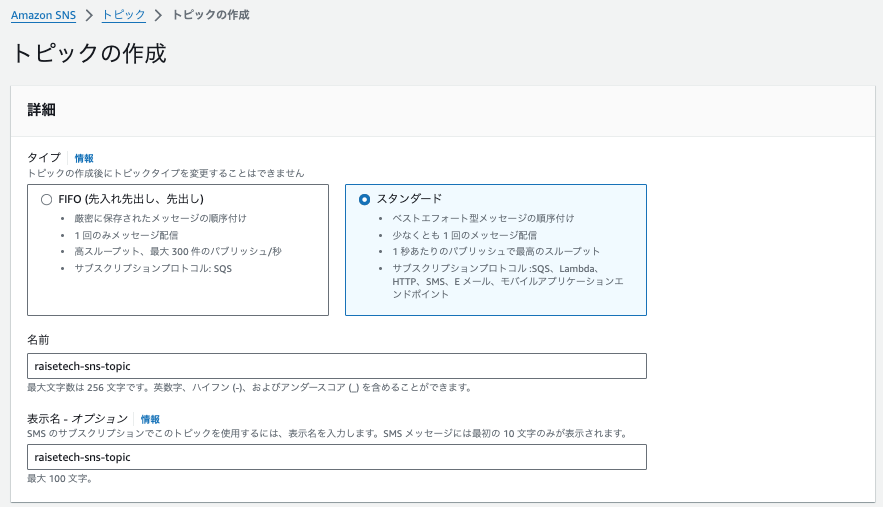 Amazon SNS > トピック > トピックの作成
トピックの作成
詳細
タイプ 情報
トピックの作成後にトピックタイプを変更することはできません
FIFO (先入れ先出し、先出し)
• 厳密に保存されたメッセージの順序付け
• 1 回のみメッセージ配信
• 高スループット、最大 300 件のパブリッシュ/秒
• サブスクリプションプロトコル: SQS
スタンダード
• ベストエフォート型メッセージの順序付け
• 少なくとも 1 回のメッセージ配信
• 1 秒あたりのパブリッシュで最高のスループット
• サブスクリプションプロトコル :SQS、Lambda、
HTTP、SMS、E メール、モバイルアプリケーションエ
ンドポイント
名前
raisetech-sns-topic
最大文字数は 256 文字です。英数字、ハイフン (-)、およびアンダースコア (_) を含めることができます。
表示名 - オプション 情報
SMS のサブスクリプションでこのトピックを使用するには、表示名を入力します。SMS メッセージには最初の 10 文字のみが表示されます。
raisetech-sns-topic
最大 100 文字。